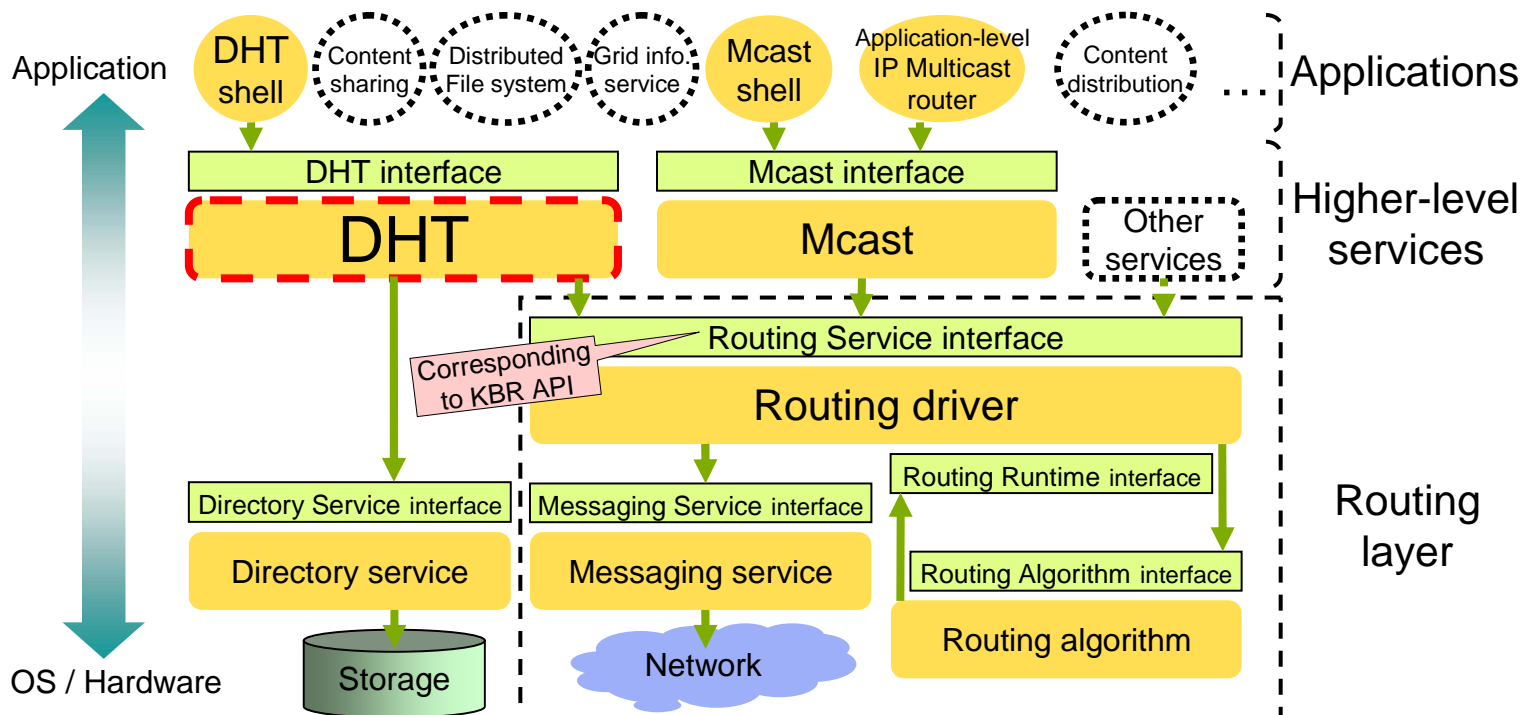 Application
DHT
shell
Content
sharing
Distributed
File system
Grid info.
service
Mcast
shell
Application-level
IP Multicast
router
Content
distribution
....
Applications
DHT interface
Mcast interface
DHT
Mcast
Other
services
Higher-level
services
Routing Service interface
Corresponding
to KBR API
Routing driver
Routing Runtime interface
Directory Service interface
Messaging Service interface
Routing
layer
Directory service
Messaging service
Routing Algorithm interface
Routing algorithm
Storage
Network
OS / Hardware